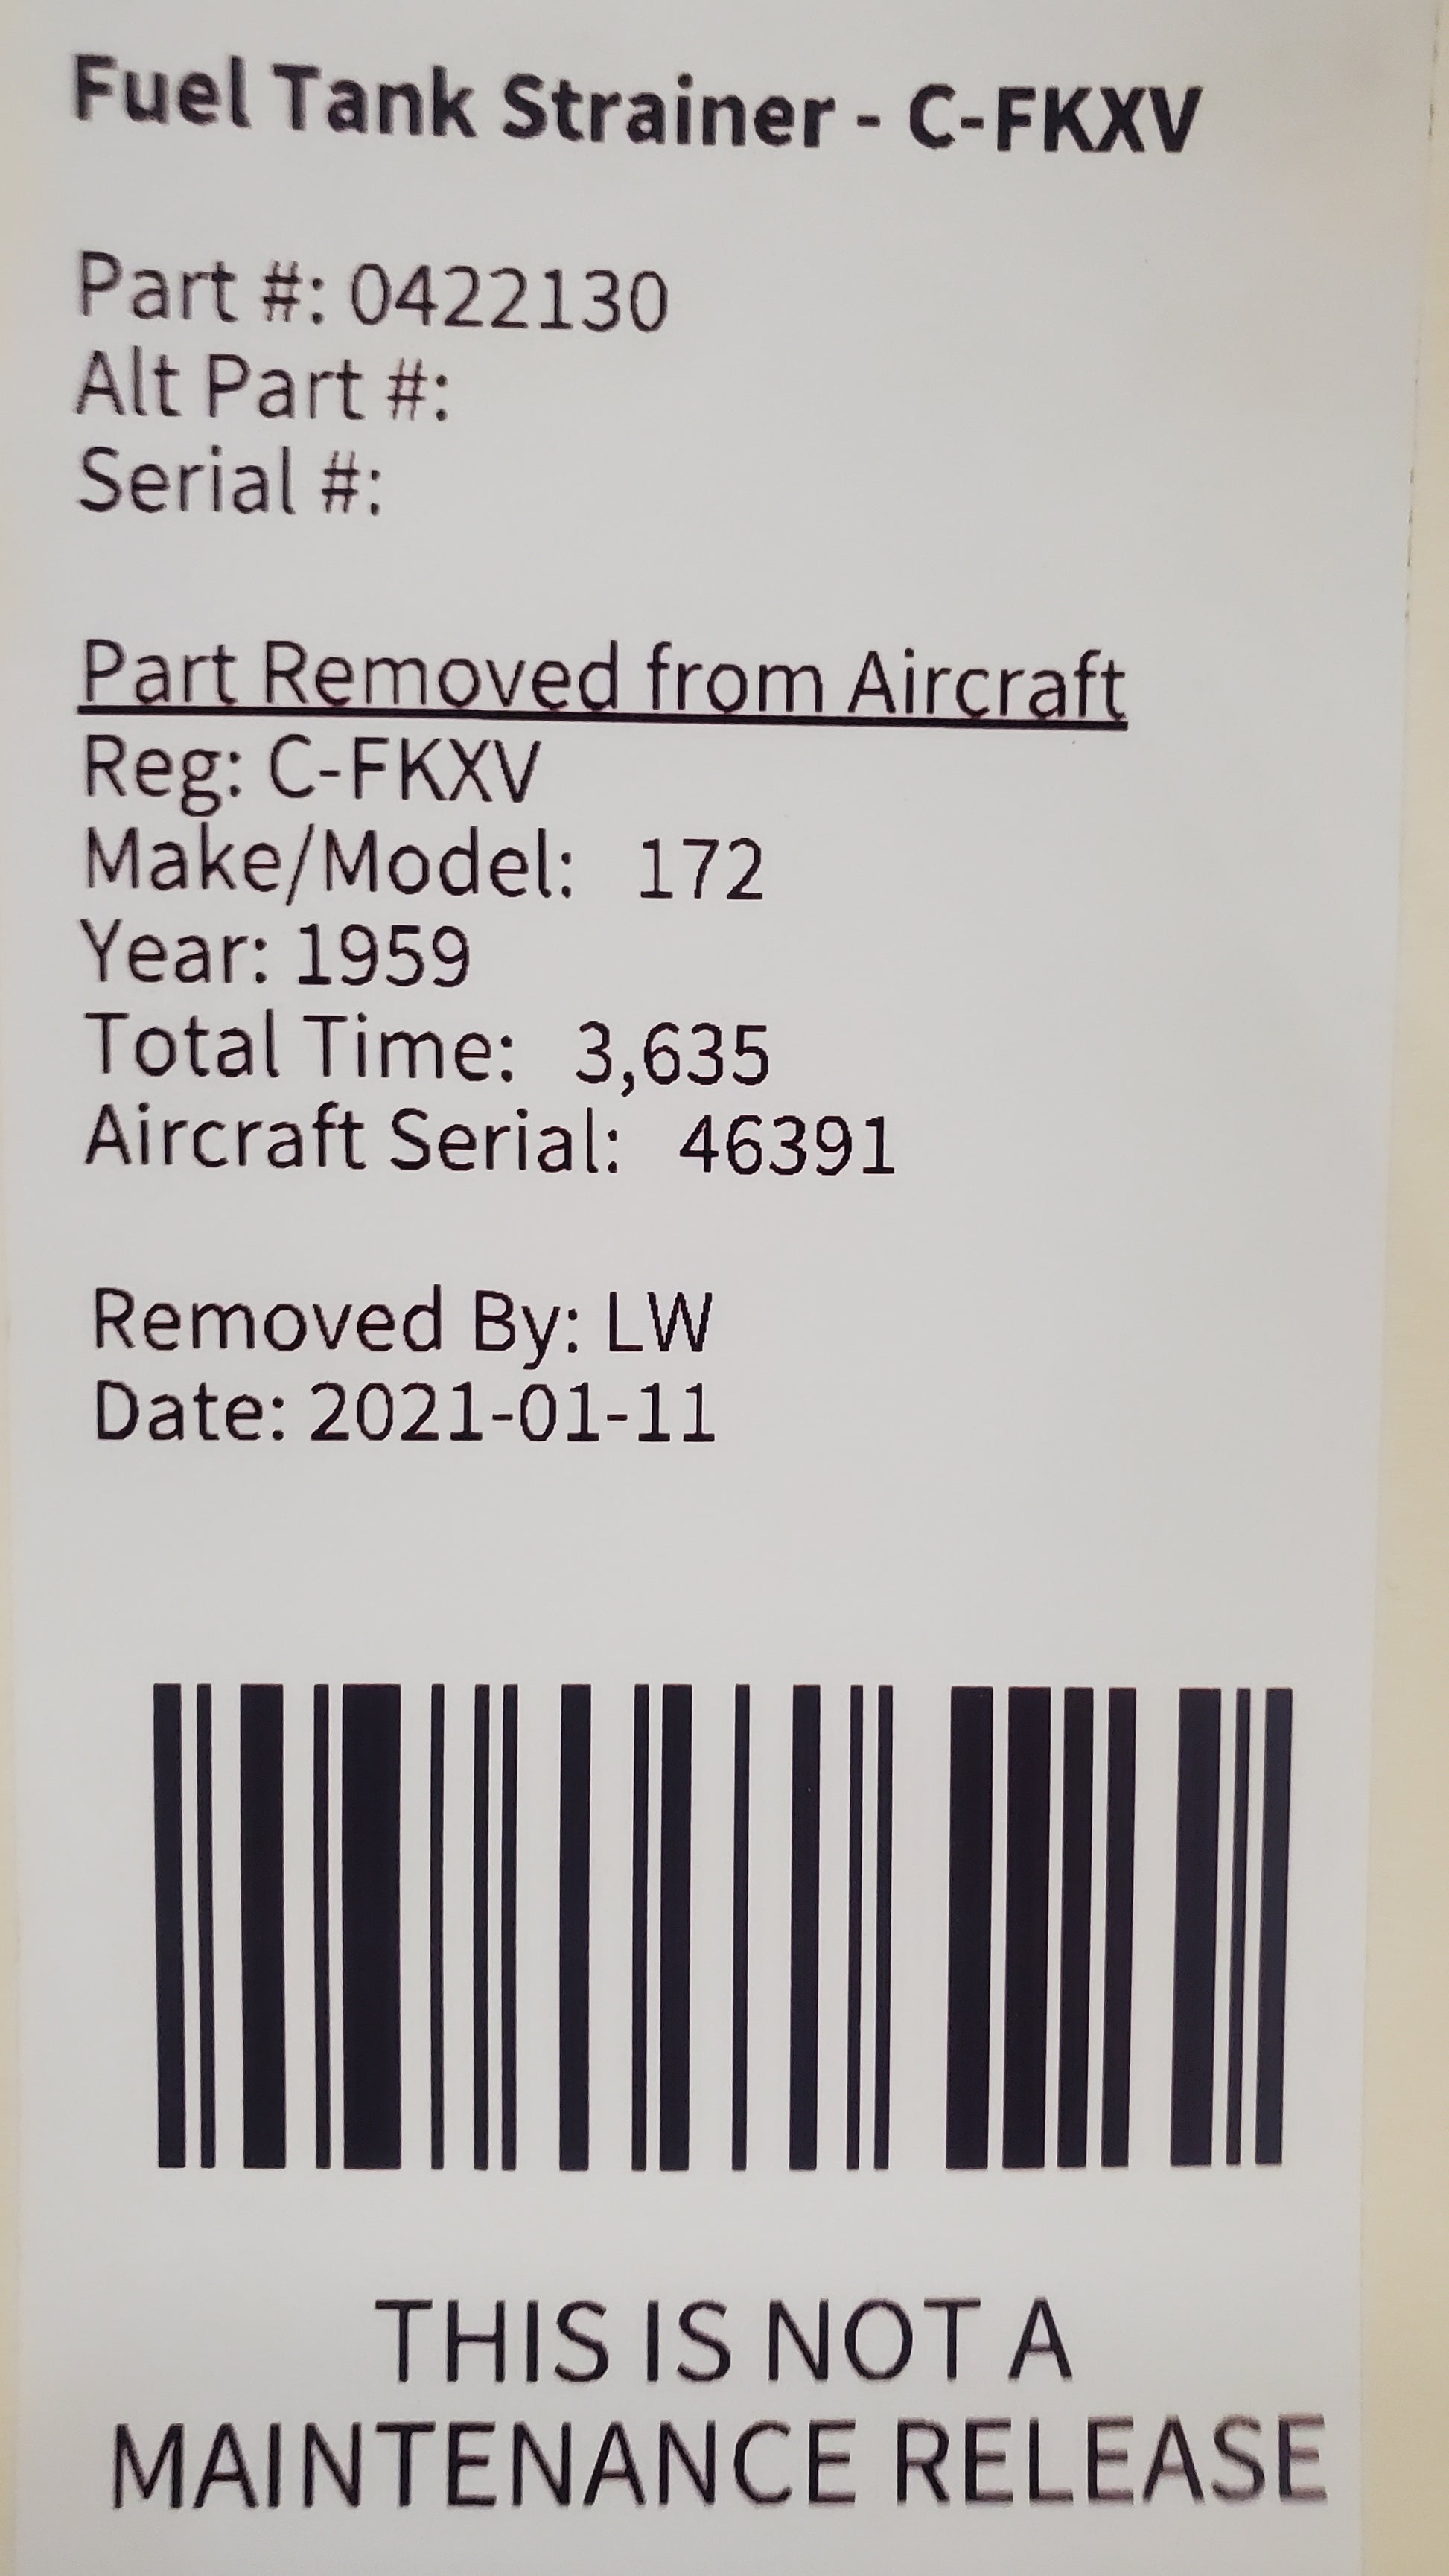 Fuel Tank Strainer - C-FKXV
Part #: 0422130
Alt Part #:
Serial #:
Part Removed from Aircraft
Reg: C-FKXV
Make/Model: 172
Year: 1959
Total Time: 3,635
Aircraft Serial: 46391
Removed By: LW
Date: 2021-01-11
THIS IS NOT A
MAINTENANCE RELEASE